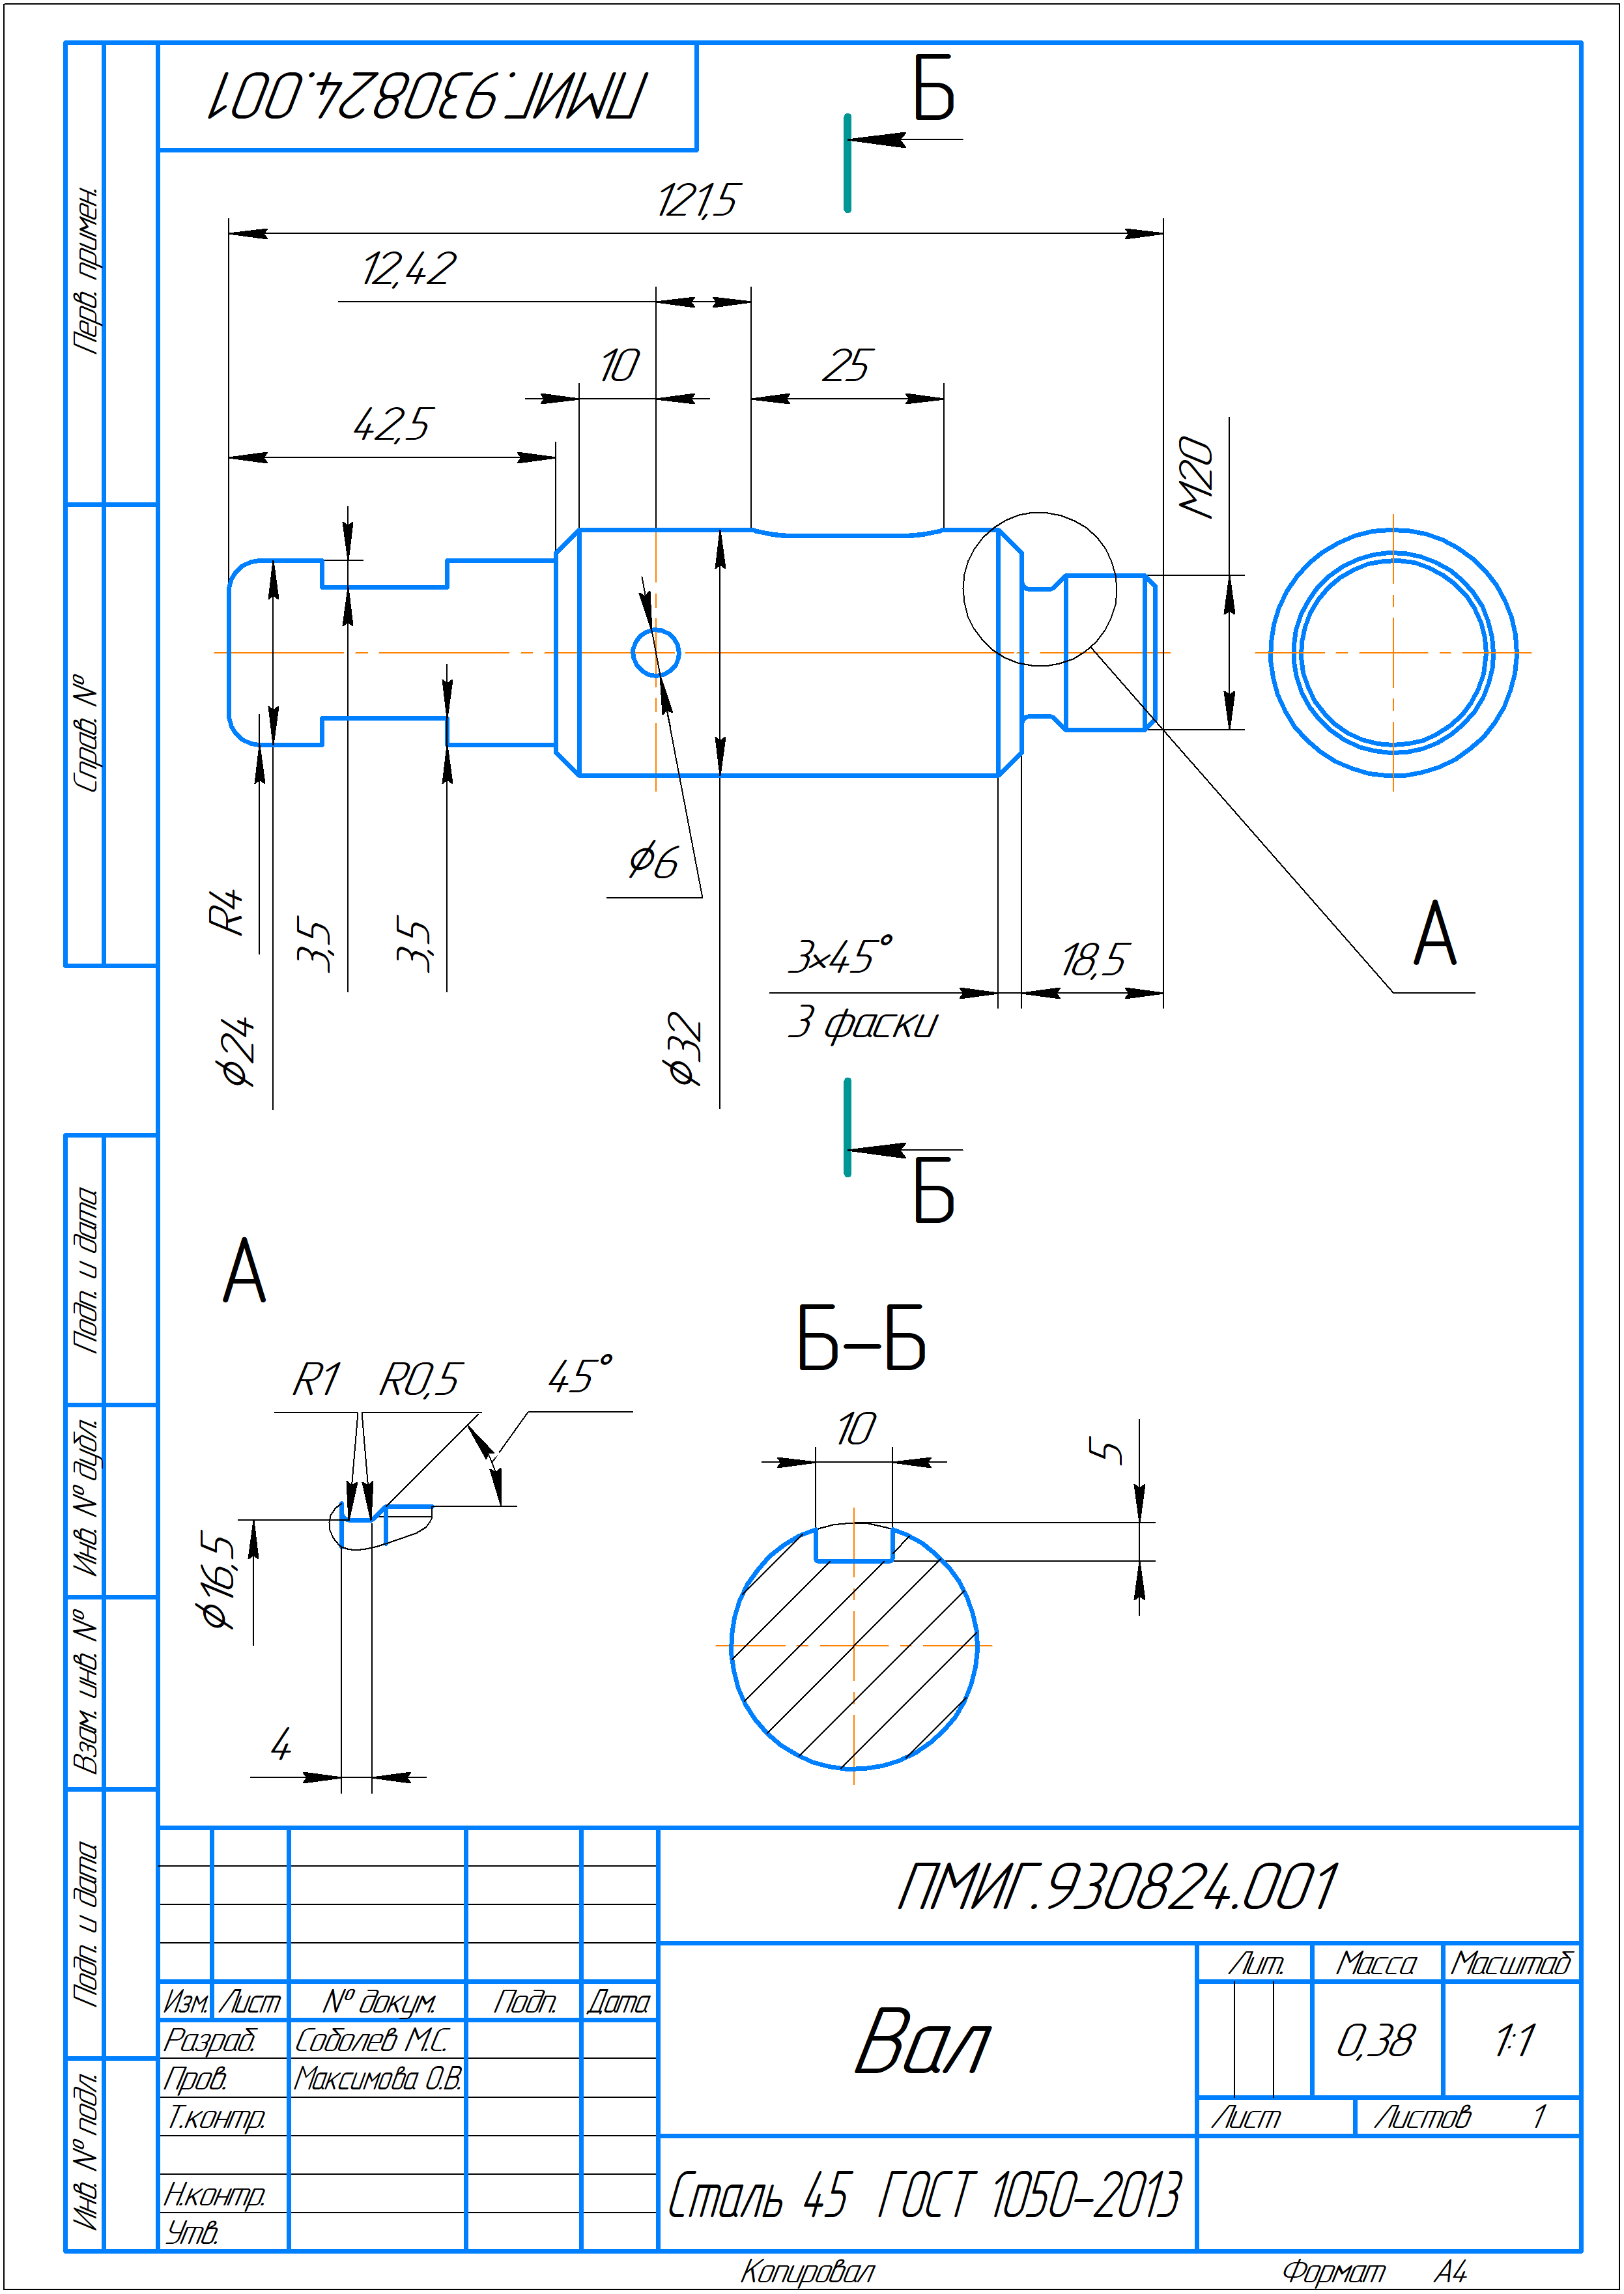 ПМИГ.930824.001
Б
121,5
12,42
10
25
42,5
М20
R4
3,5
3,5
ϕ6
ϕ24
ϕ32
3×45°
3 фаски
18,5
А
Б
А
Б–Б
R1
R0,5
45°
10
5
ϕ16,5
4
Перв. примен.
Справ. №
Подп. и дата
Инв. № дубл.
Взам. инв. №
Подп. и дата
Инв. № подл.
ПМИГ.930824.001
Лит.
Масса
Масштаб
Изм.
Лист
№ докум.
Подп.
Дата
Вал
0,38
1:1
Разраб.
Соболев М.С.
Пров.
Максимова О.В.
Т.контр.
Лист
Листов 1
Н.контр.
Утв.
Сталь 45 ГОСТ 1050-2013
Копировал
Формат А4